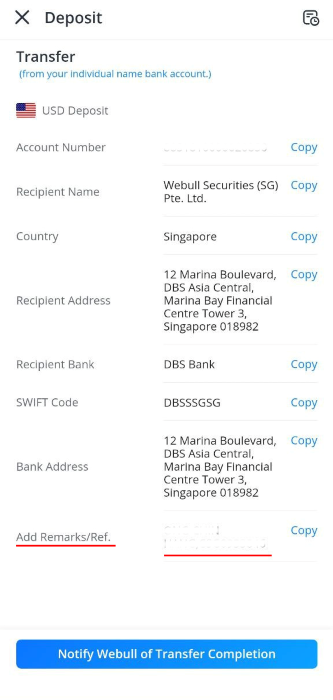 Deposit
Transfer
(from your individual name bank account.)
USD Deposit
Account Number
Copy
Recipient Name
Webull Securities (SG)
Pte. Ltd.
Copy
Country
Singapore
Copy
Recipient Address
12 Marina Boulevard,
DBS Asia Central,
Marina Bay Financial
Centre Tower 3,
Singapore 018982
Copy
Recipient Bank
DBS Bank
Copy
SWIFT Code
DBSSSGSG
Copy
Bank Address
12 Marina Boulevard,
DBS Asia Central,
Marina Bay Financial
Centre Tower 3,
Singapore 018982
Copy
Add Remarks/Ref.
Copy
Notify Webull of Transfer Completion